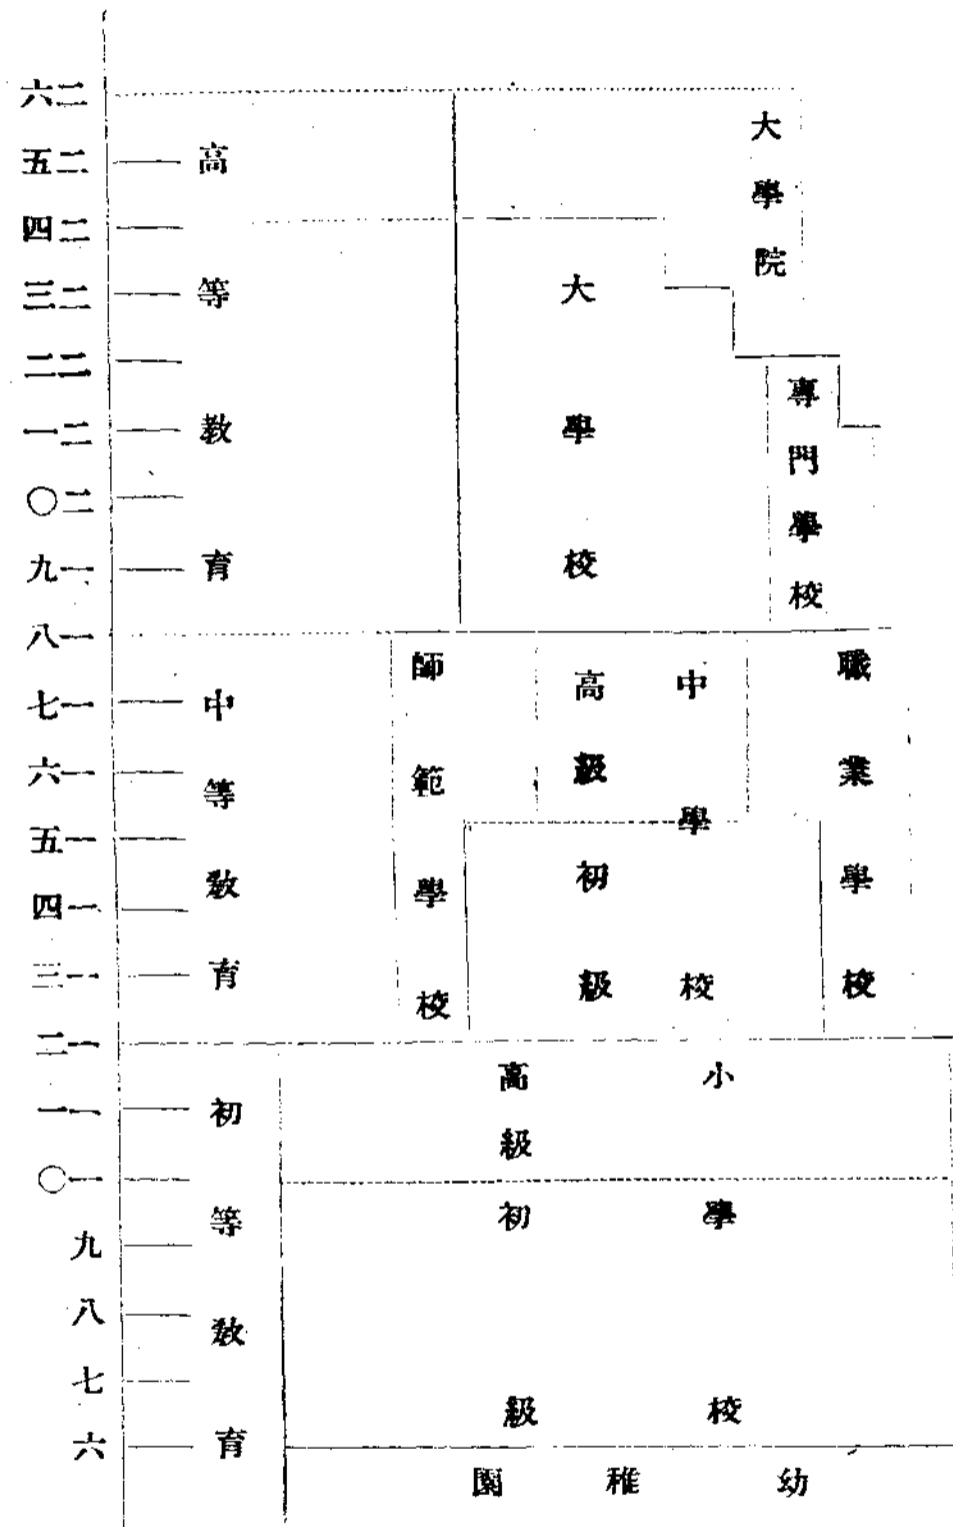 大學院
專門學校
大學校
高等教育
二六
二五
二四
二三
二二
二一
二〇
一九
一八
職業學校
中學校
高級
初級
師範學校
中等教育
一七
一六
一五
一四
一三
一二
小學校
高級
初級
初等教育
一一
一〇
九
八
七
六
幼稚園